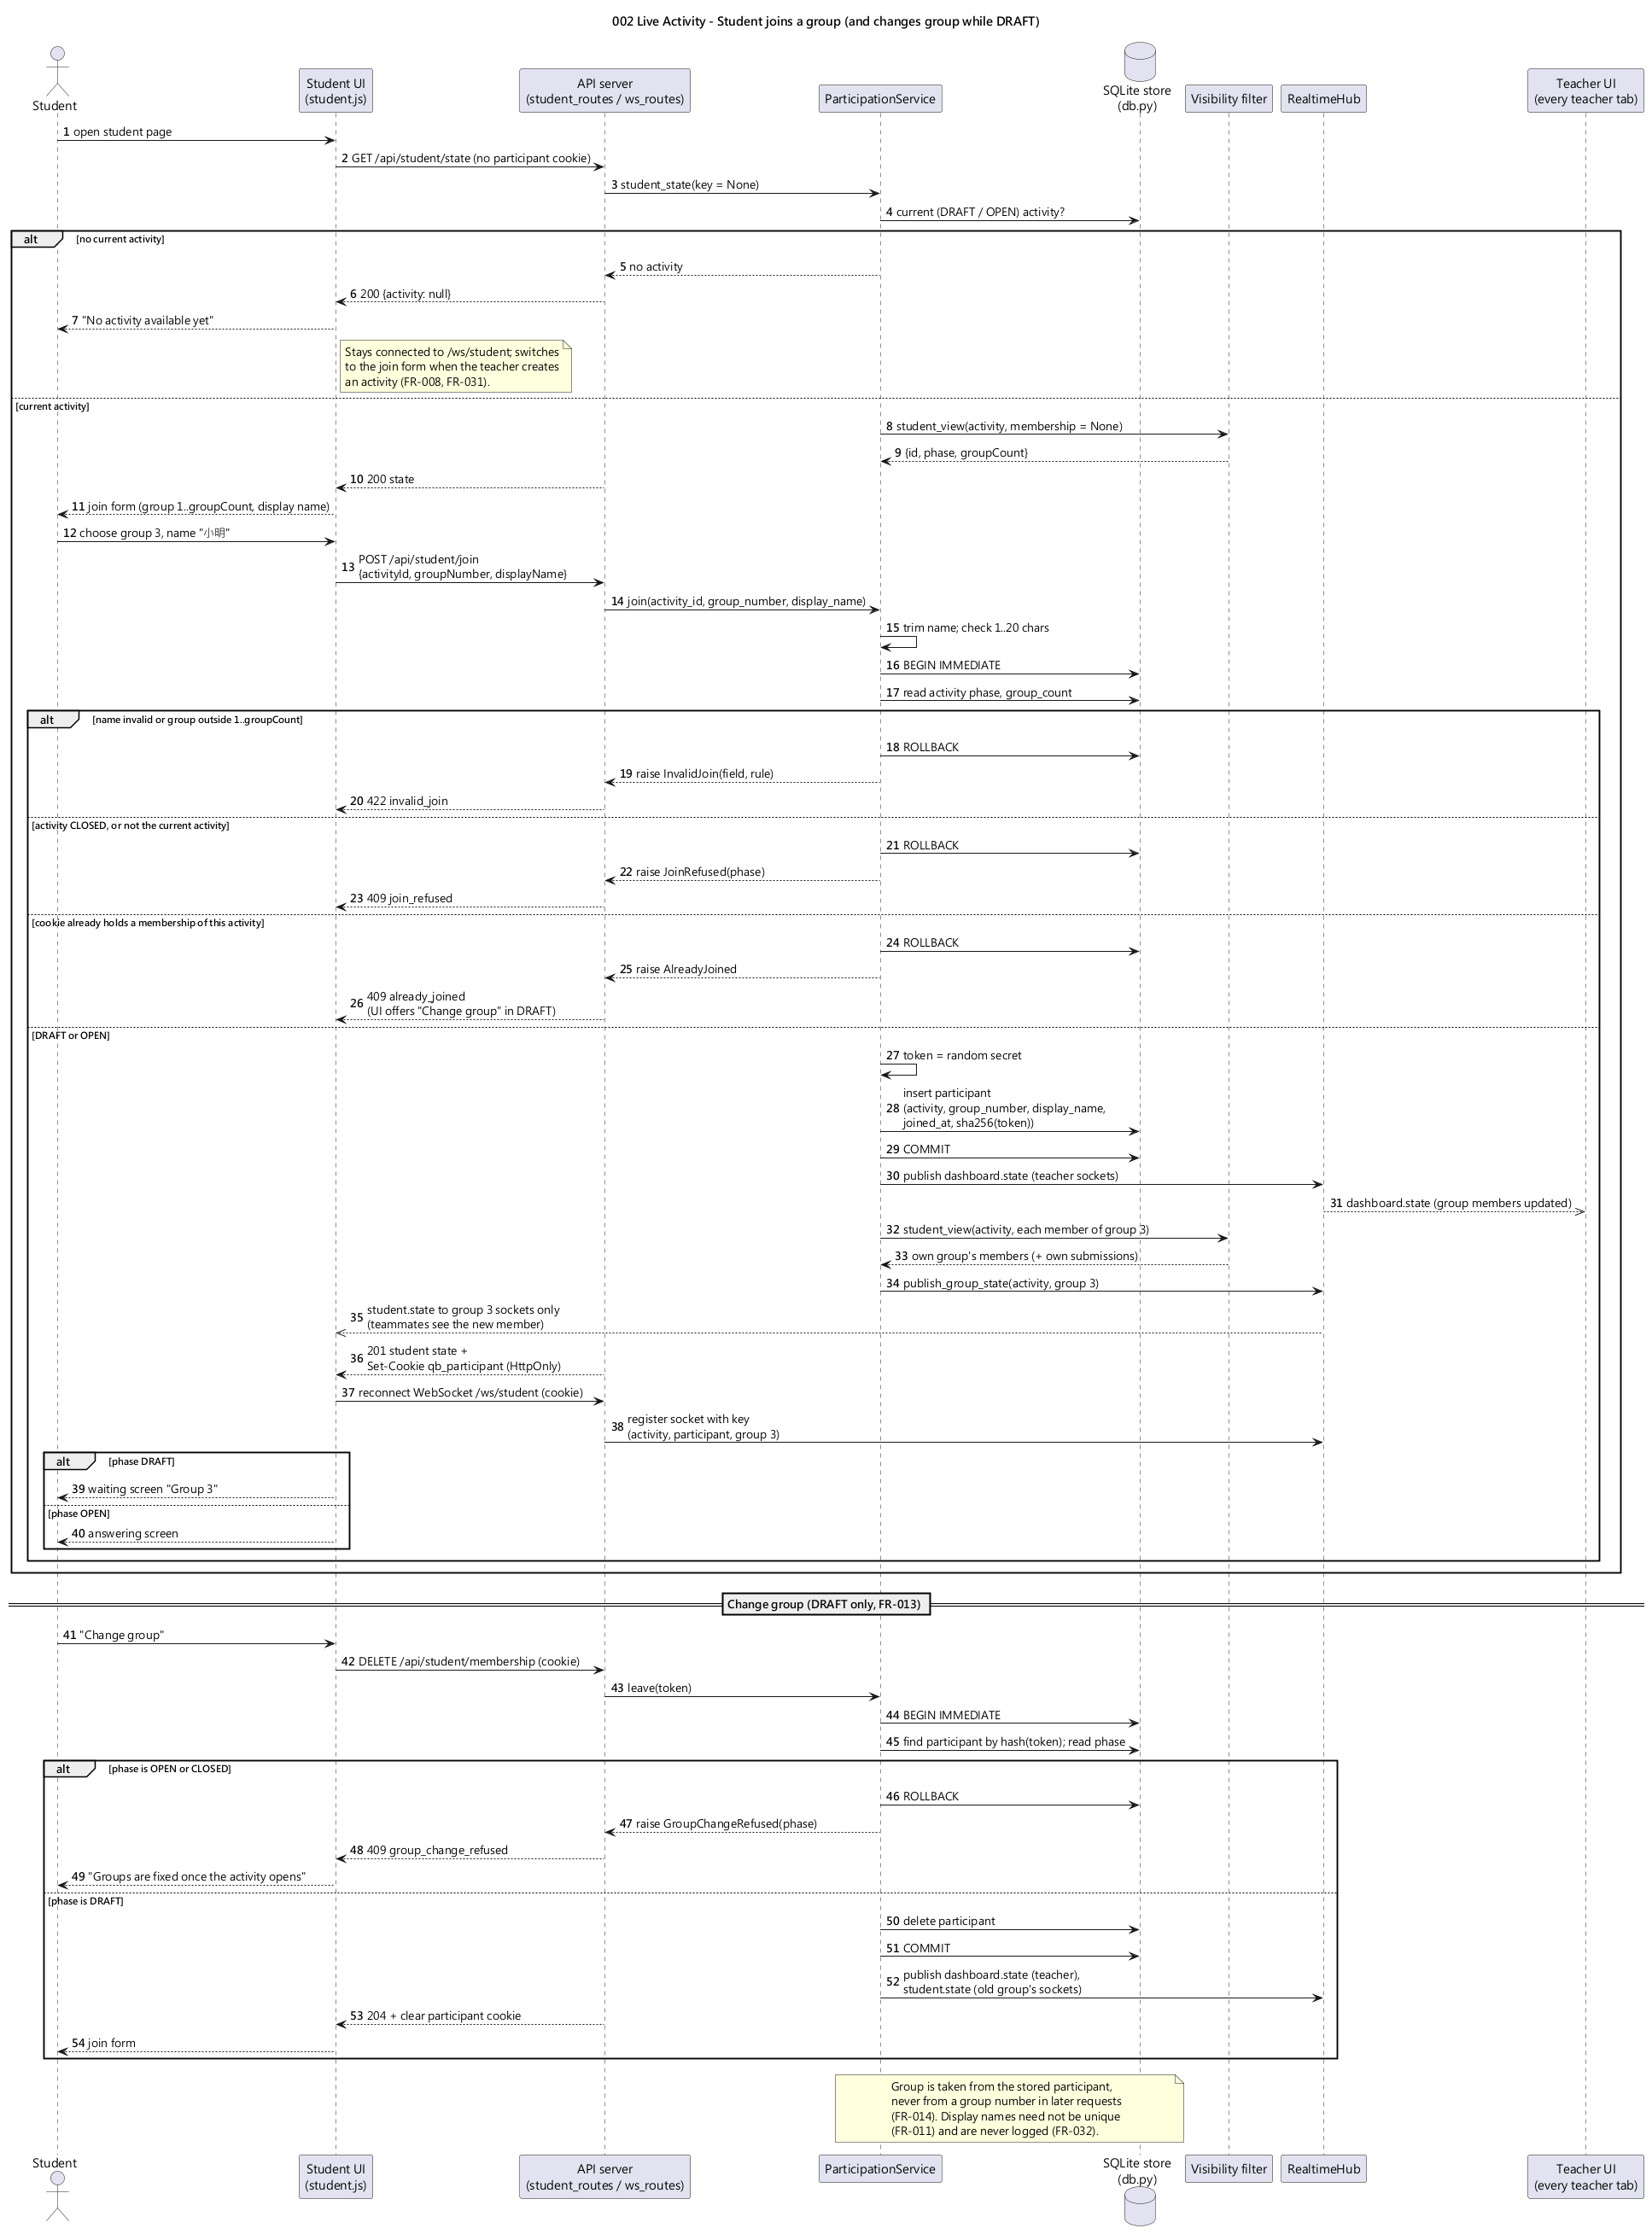 002 Live Activity - Student joins a group (and changes group while DRAFT)
Student
Student UI
(student.js)
API server
(student_routes / ws_routes)
ParticipationService
SQLite store
(db.py)
Visibility filter
RealtimeHub
Teacher UI
(every teacher tab)
1 open student page
2 GET /api/student/state (no participant cookie)
3 student_state(key = None)
4 current (DRAFT / OPEN) activity?
alt [no current activity]
5 no activity
6 200 {activity: null}
7 "No activity available yet"
Stays connected to /ws/student; switches
to the join form when the teacher creates
an activity (FR-008, FR-031).
[current activity]
8 student_view(activity, membership = None)
9 {id, phase, groupCount}
10 200 state
11 join form (group 1..groupCount, display name)
12 choose group 3, name "小明"
13 POST /api/student/join
{activityId, groupNumber, displayName}
14 join(activity_id, group_number, display_name)
15 trim name; check 1..20 chars
16 BEGIN IMMEDIATE
17 read activity phase, group_count
alt [name invalid or group outside 1..groupCount]
18 ROLLBACK
19 raise InvalidJoin(field, rule)
20 422 invalid_join
[activity CLOSED, or not the current activity]
21 ROLLBACK
22 raise JoinRefused(phase)
23 409 join_refused
[cookie already holds a membership of this activity]
24 ROLLBACK
25 raise AlreadyJoined
26 409 already_joined
(UI offers "Change group" in DRAFT)
[DRAFT or OPEN]
27 token = random secret
28 insert participant
(activity, group_number, display_name,
joined_at, sha256(token))
29 COMMIT
30 publish dashboard.state (teacher sockets)
31 dashboard.state (group members updated)
32 student_view(activity, each member of group 3)
33 own group's members (+ own submissions)
34 publish_group_state(activity, group 3)
35 student.state to group 3 sockets only
(teammates see the new member)
36 201 student state +
Set-Cookie qb_participant (HttpOnly)
37 reconnect WebSocket /ws/student (cookie)
38 register socket with key
(activity, participant, group 3)
alt [phase DRAFT]
39 waiting screen "Group 3"
[phase OPEN]
40 answering screen
Change group (DRAFT only, FR-013)
41 "Change group"
42 DELETE /api/student/membership (cookie)
43 leave(token)
44 BEGIN IMMEDIATE
45 find participant by hash(token); read phase
alt [phase is OPEN or CLOSED]
46 ROLLBACK
47 raise GroupChangeRefused(phase)
48 409 group_change_refused
49 "Groups are fixed once the activity opens"
[phase is DRAFT]
50 delete participant
51 COMMIT
52 publish dashboard.state (teacher),
student.state (old group's sockets)
53 204 + clear participant cookie
54 join form
Group is taken from the stored participant,
never from a group number in later requests
(FR-014). Display names need not be unique
(FR-011) and are never logged (FR-032).
Student
Student UI
(student.js)
API server
(student_routes / ws_routes)
ParticipationService
SQLite store
(db.py)
Visibility filter
RealtimeHub
Teacher UI
(every teacher tab)